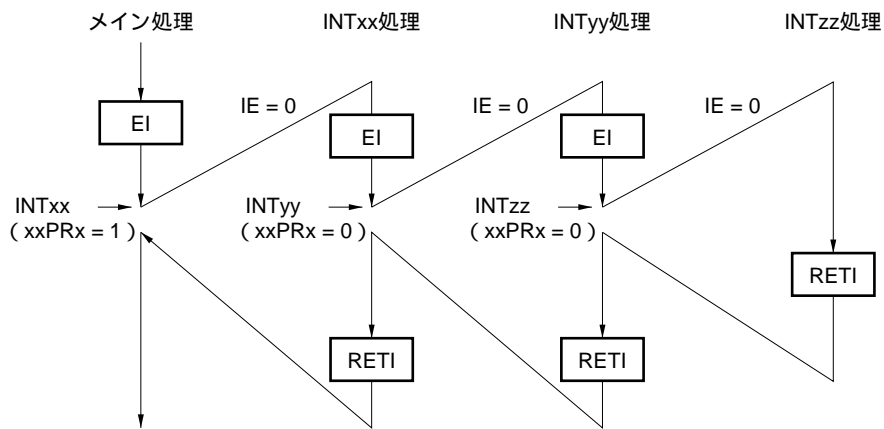 メイン処理 INTxx処理 INTyy処理 INTzz処理
IE = 0 IE = 0 IE = 0
EI EI EI
INTxx INTyy INTzz
（xxPRx = 1） （xxPRx = 0） （xxPRx = 0）
RETI
RETI RETI